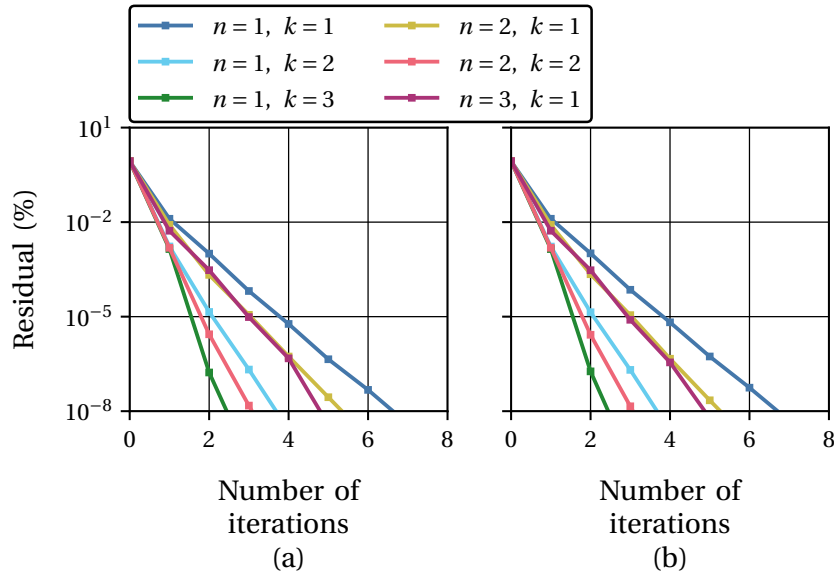 n = 1, k = 1 n = 2, k = 1
n = 1, k = 2 n = 2, k = 2
n = 1, k = 3 n = 3, k = 1
Residual (%)
10^1
10^-2
10^-5
10^-8
0 2 4 6 8 0 2 4 6 8
Number of iterations Number of iterations
(a) (b)